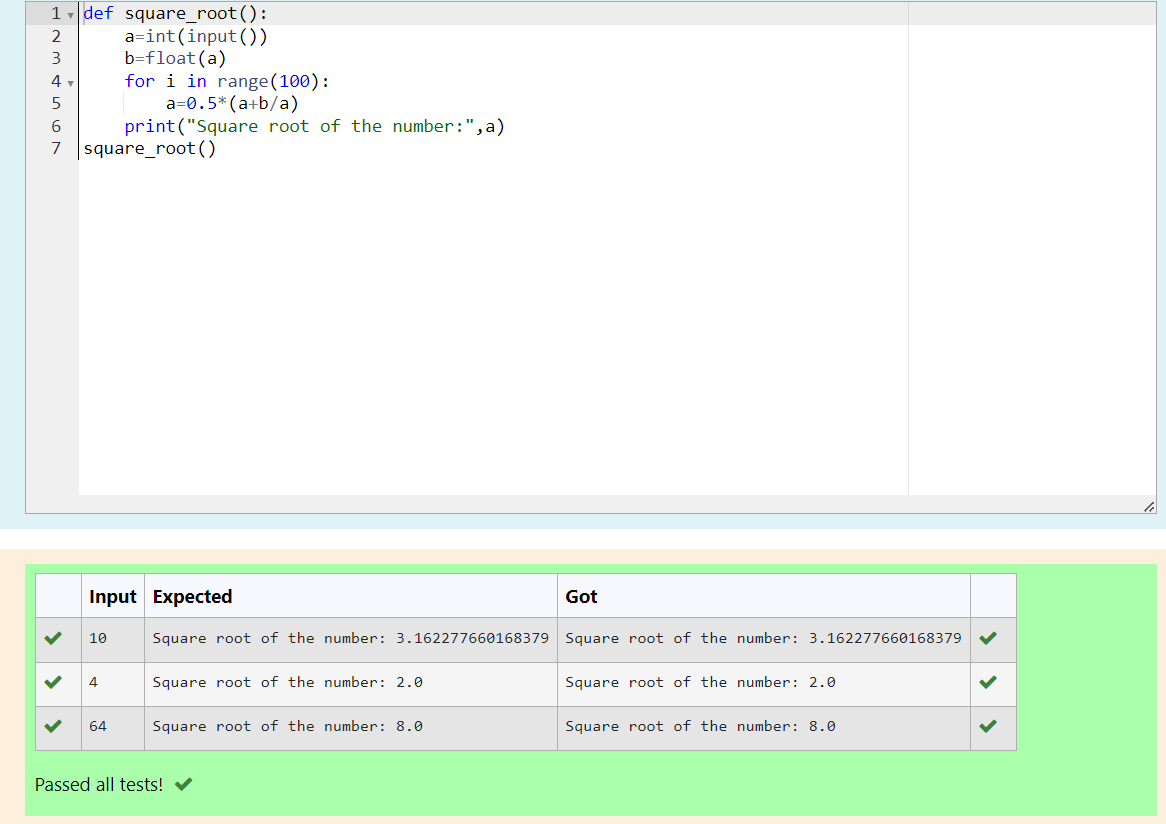 1 def square_root():
2     a=int(input())
3     b=float(a)
4     for i in range(100):
5         a=0.5*(a+b/a)
6     print("Square root of the number:",a)
7 square_root()
Input Expected Got
10 Square root of the number: 3.162277660168379 Square root of the number: 3.162277660168379
4 Square root of the number: 2.0 Square root of the number: 2.0
64 Square root of the number: 8.0 Square root of the number: 8.0
Passed all tests!